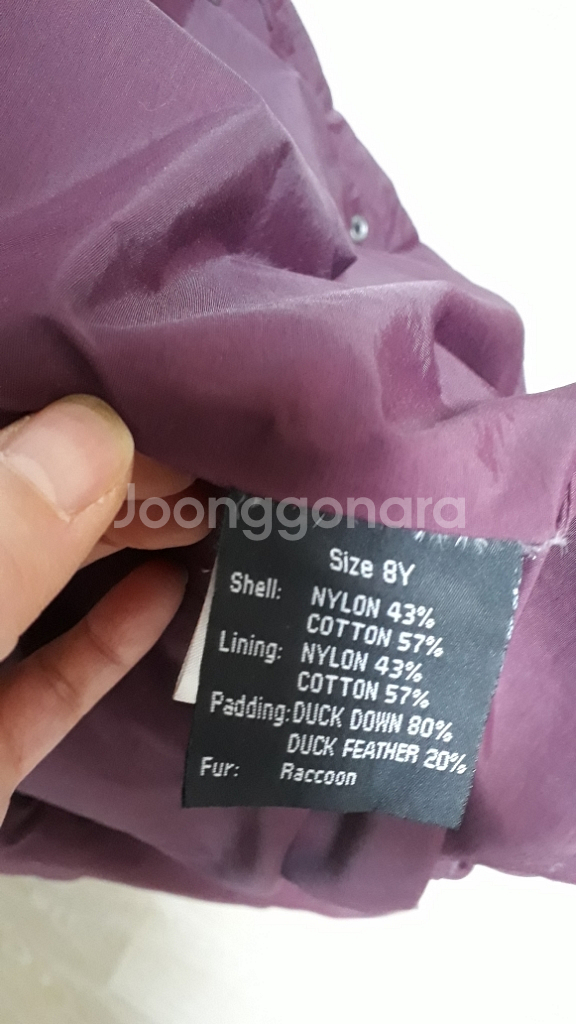 Joonggonara
Size 8Y
Shell: NYLON 43%
COTTON 57%
Lining: NYLON 43%
COTTON 57%
Padding: DUCK DOWN 80%
DUCK FEATHER 20%
Fur: Raccoon